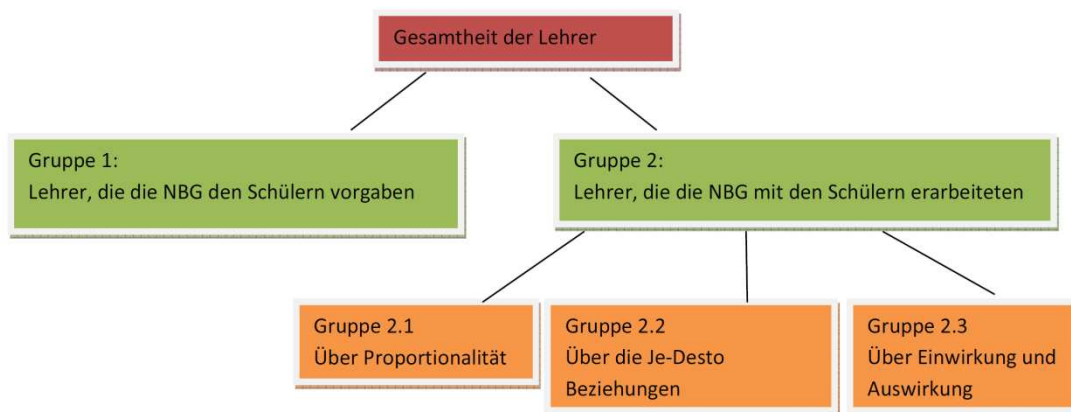 Gesamtheit der Lehrer
Gruppe 1:
Lehrer, die die NBG den Schülern vorgaben
Gruppe 2:
Lehrer, die die NBG mit den Schülern erarbeiteten
Gruppe 2.1
Über Proportionalität
Gruppe 2.2
Über die Je-Desto
Beziehungen
Gruppe 2.3
Über Einwirkung und
Auswirkung